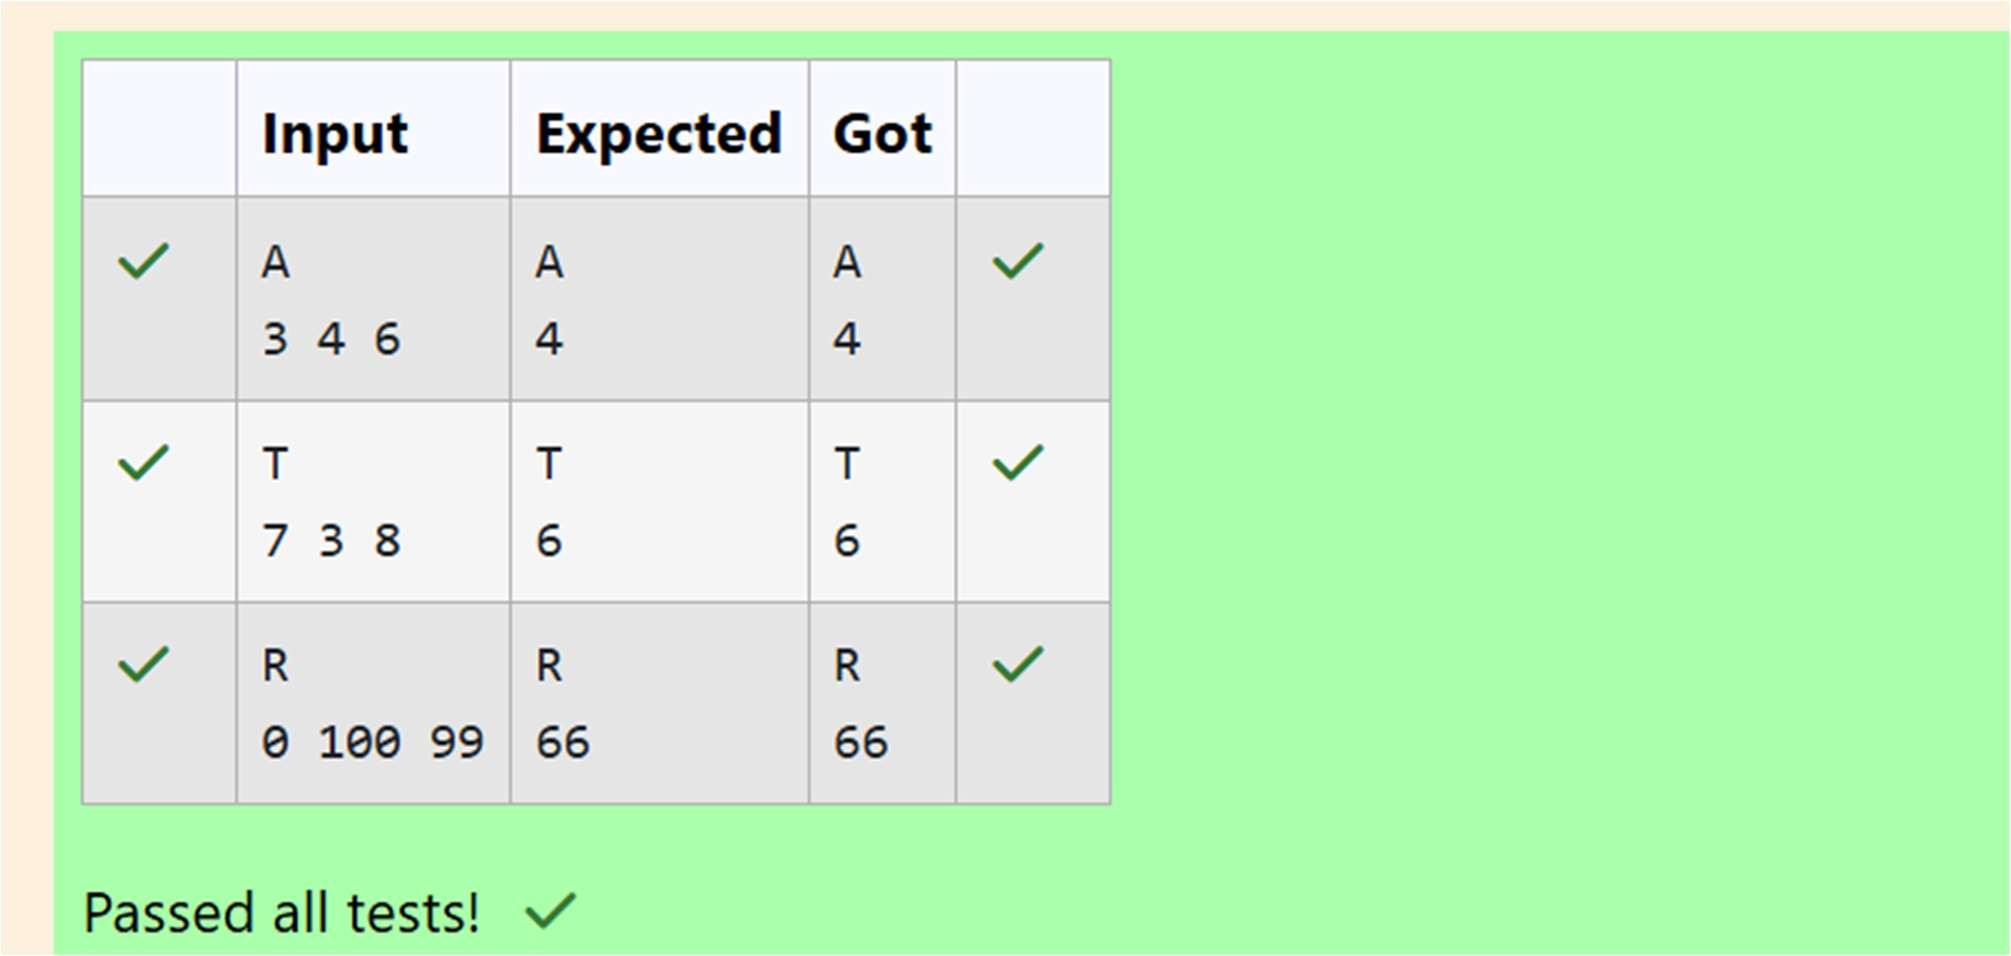 Input Expected Got
A A A
3 4 6 4 4
T T T
7 3 8 6 6
R R R
0 100 99 66 66
Passed all tests!